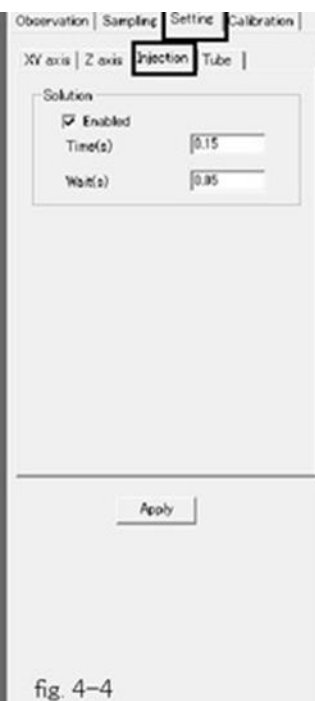 Observation Sampling Setting Calibration
XY axis Z axis Injection Tube
Solution
Enabled
Time(s) 0.15
Wait(s) 0.05
Apply
fig. 4-4